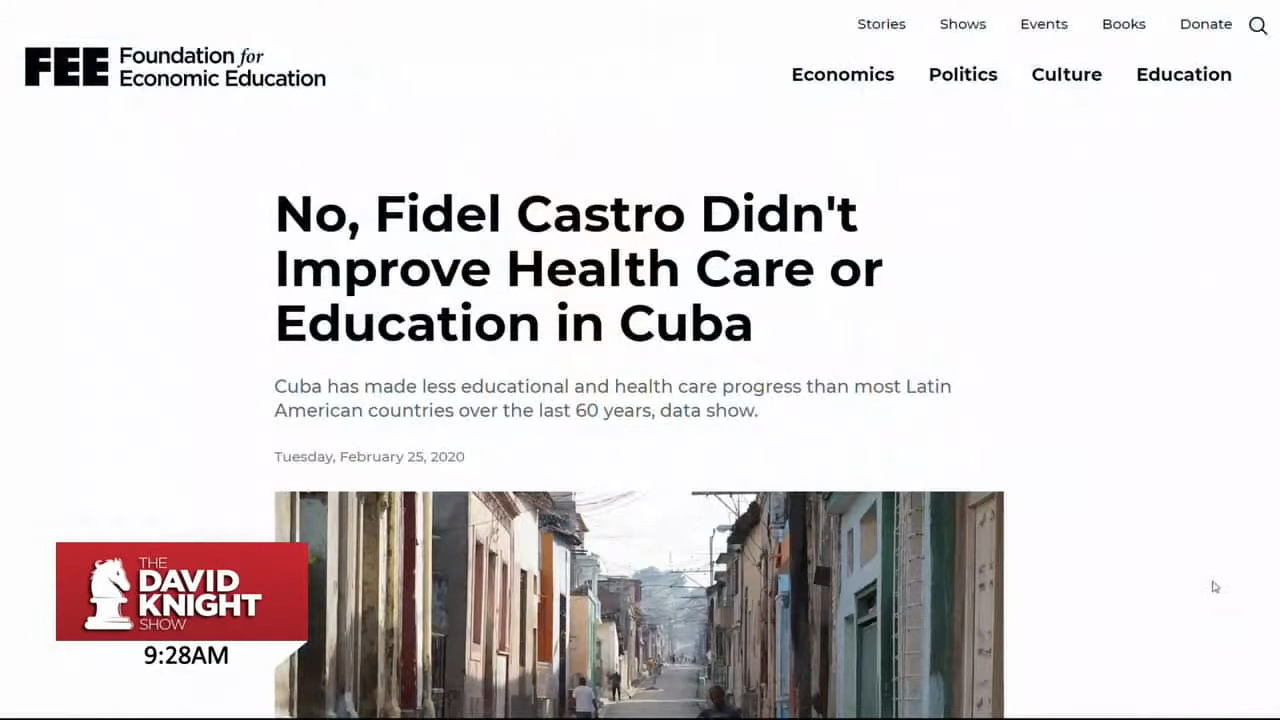 Stories Shows Events Books Donate
FEE Foundation for
Economic Education
Economics Politics Culture Education
No, Fidel Castro Didn't
Improve Health Care or
Education in Cuba
Cuba has made less educational and health care progress than most Latin
American countries over the last 60 years, data show.
Tuesday, February 25, 2020
THE
DAVID
KNIGHT
SHOW
9:28AM